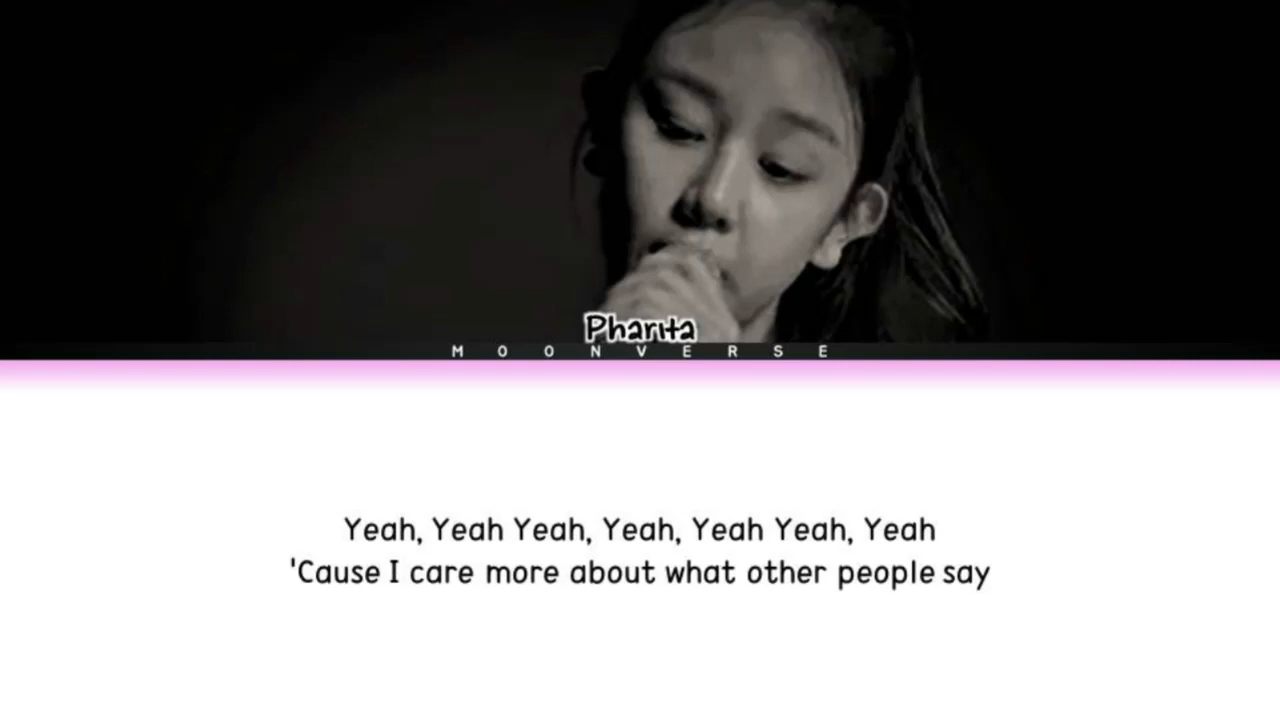 Pharita
MOONVERSE
Yeah, Yeah Yeah, Yeah, Yeah Yeah, Yeah
'Cause I care more about what other people say